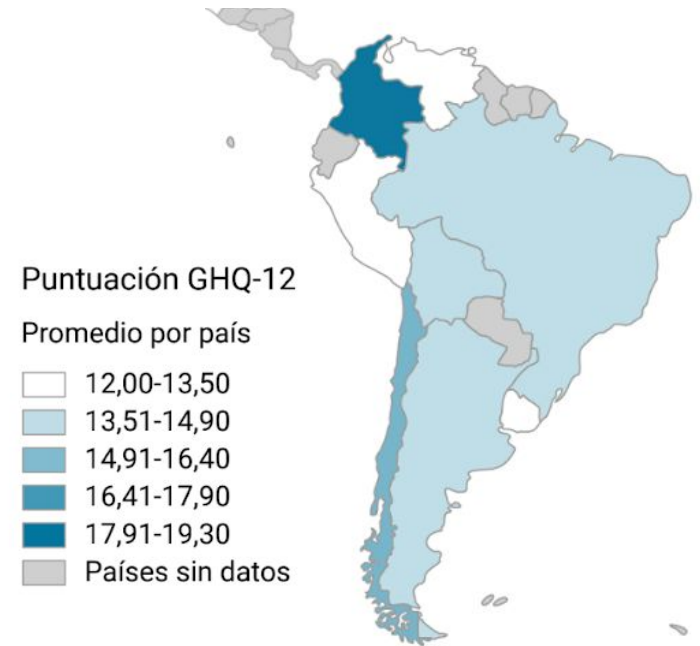 Puntuación GHQ-12
Promedio por país
12,00-13,50
13,51-14,90
14,91-16,40
16,41-17,90
17,91-19,30
Países sin datos